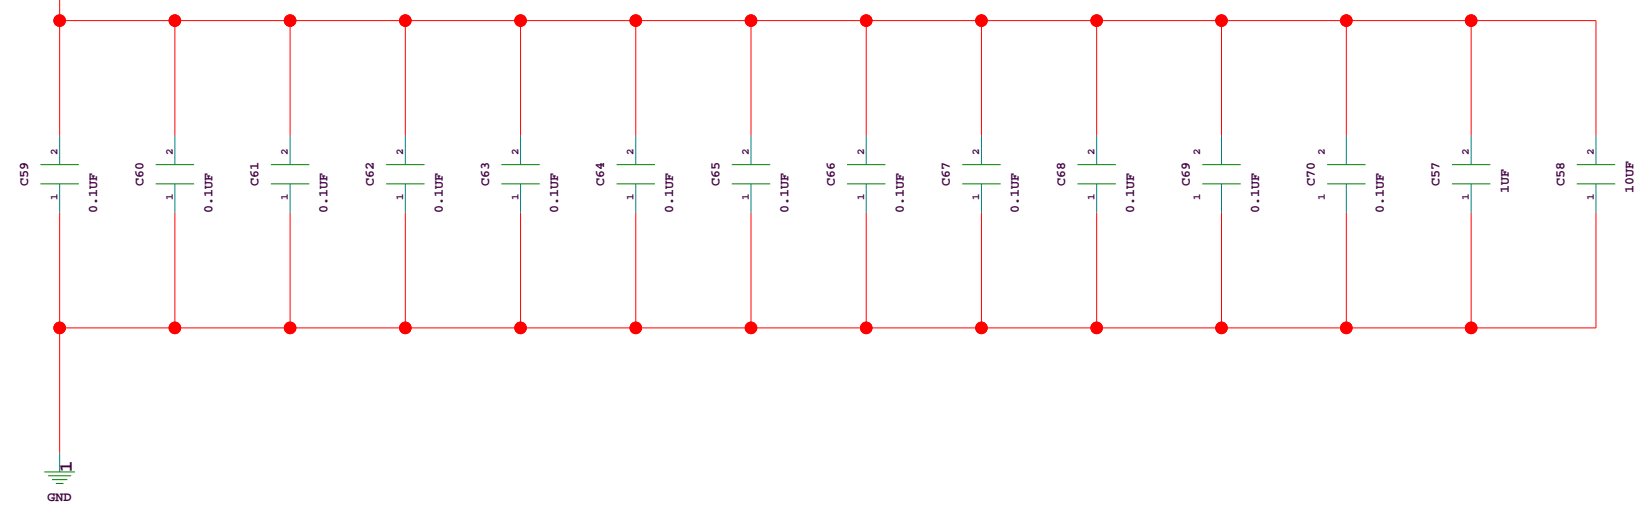 C59 2 1 0.1UF
C60 2 1 0.1UF
C61 2 1 0.1UF
C62 2 1 0.1UF
C63 2 1 0.1UF
C64 2 1 0.1UF
C65 2 1 0.1UF
C66 2 1 0.1UF
C67 2 1 0.1UF
C68 2 1 0.1UF
C69 2 1 0.1UF
C70 2 1 0.1UF
C57 2 1 1UF
C58 2 1 10UF
1
GND